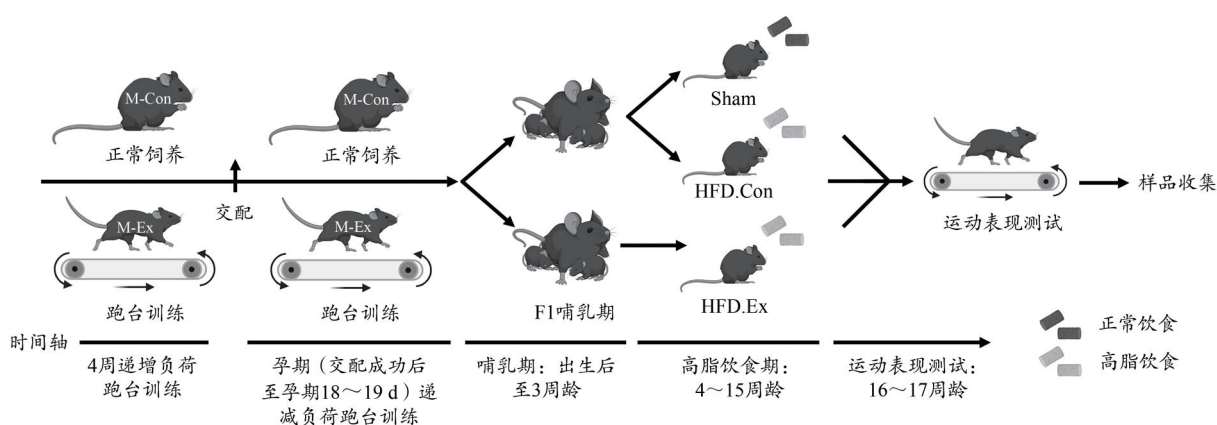 M-Con
正常饲养
M-Con
正常饲养
交配
M-Ex
跑台训练
M-Ex
跑台训练
F1哺乳期
Sham
HFD.Con
HFD.Ex
运动表现测试
样品收集
时间轴
4周递增负荷
跑台训练
孕期（交配成功后
至孕期18～19 d）递
减负荷跑台训练
哺乳期：出生后
至3周龄
高脂饮食期：
4～15周龄
运动表现测试：
16～17周龄
正常饮食
高脂饮食